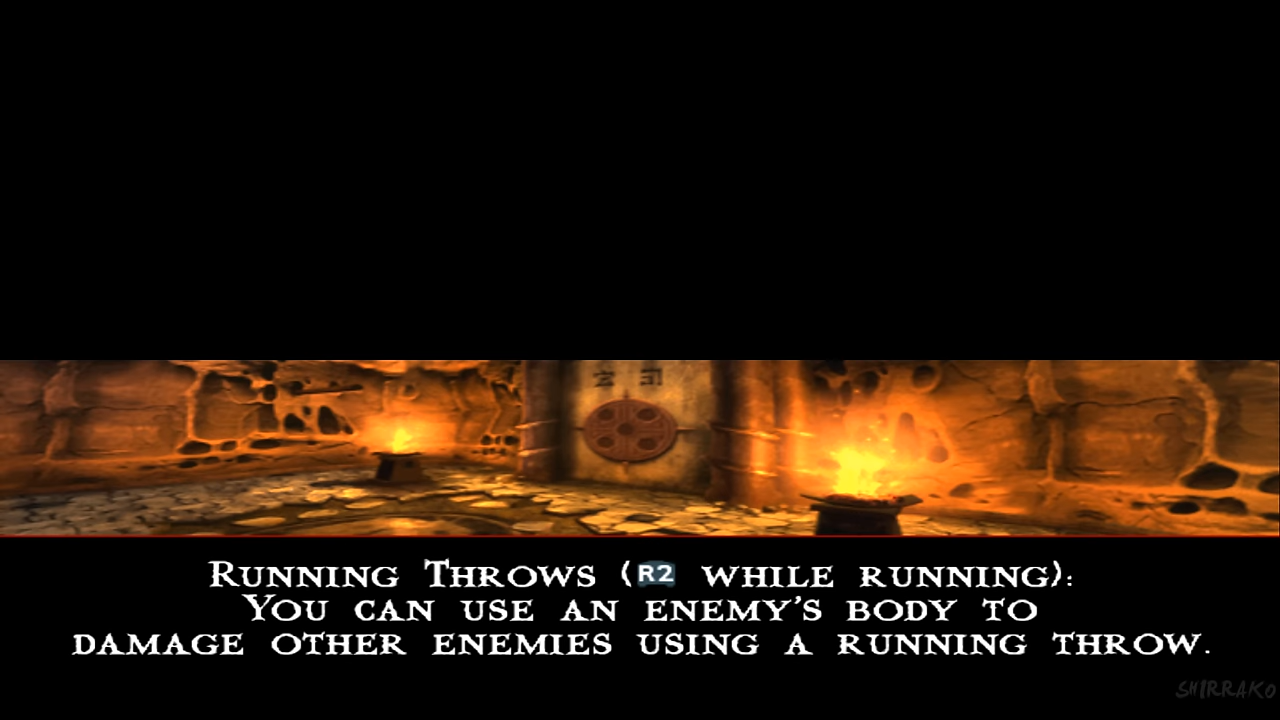 Running Throws (R2 while running):
You can use an enemy's body to
damage other enemies using a running throw.
SHIRRAKO